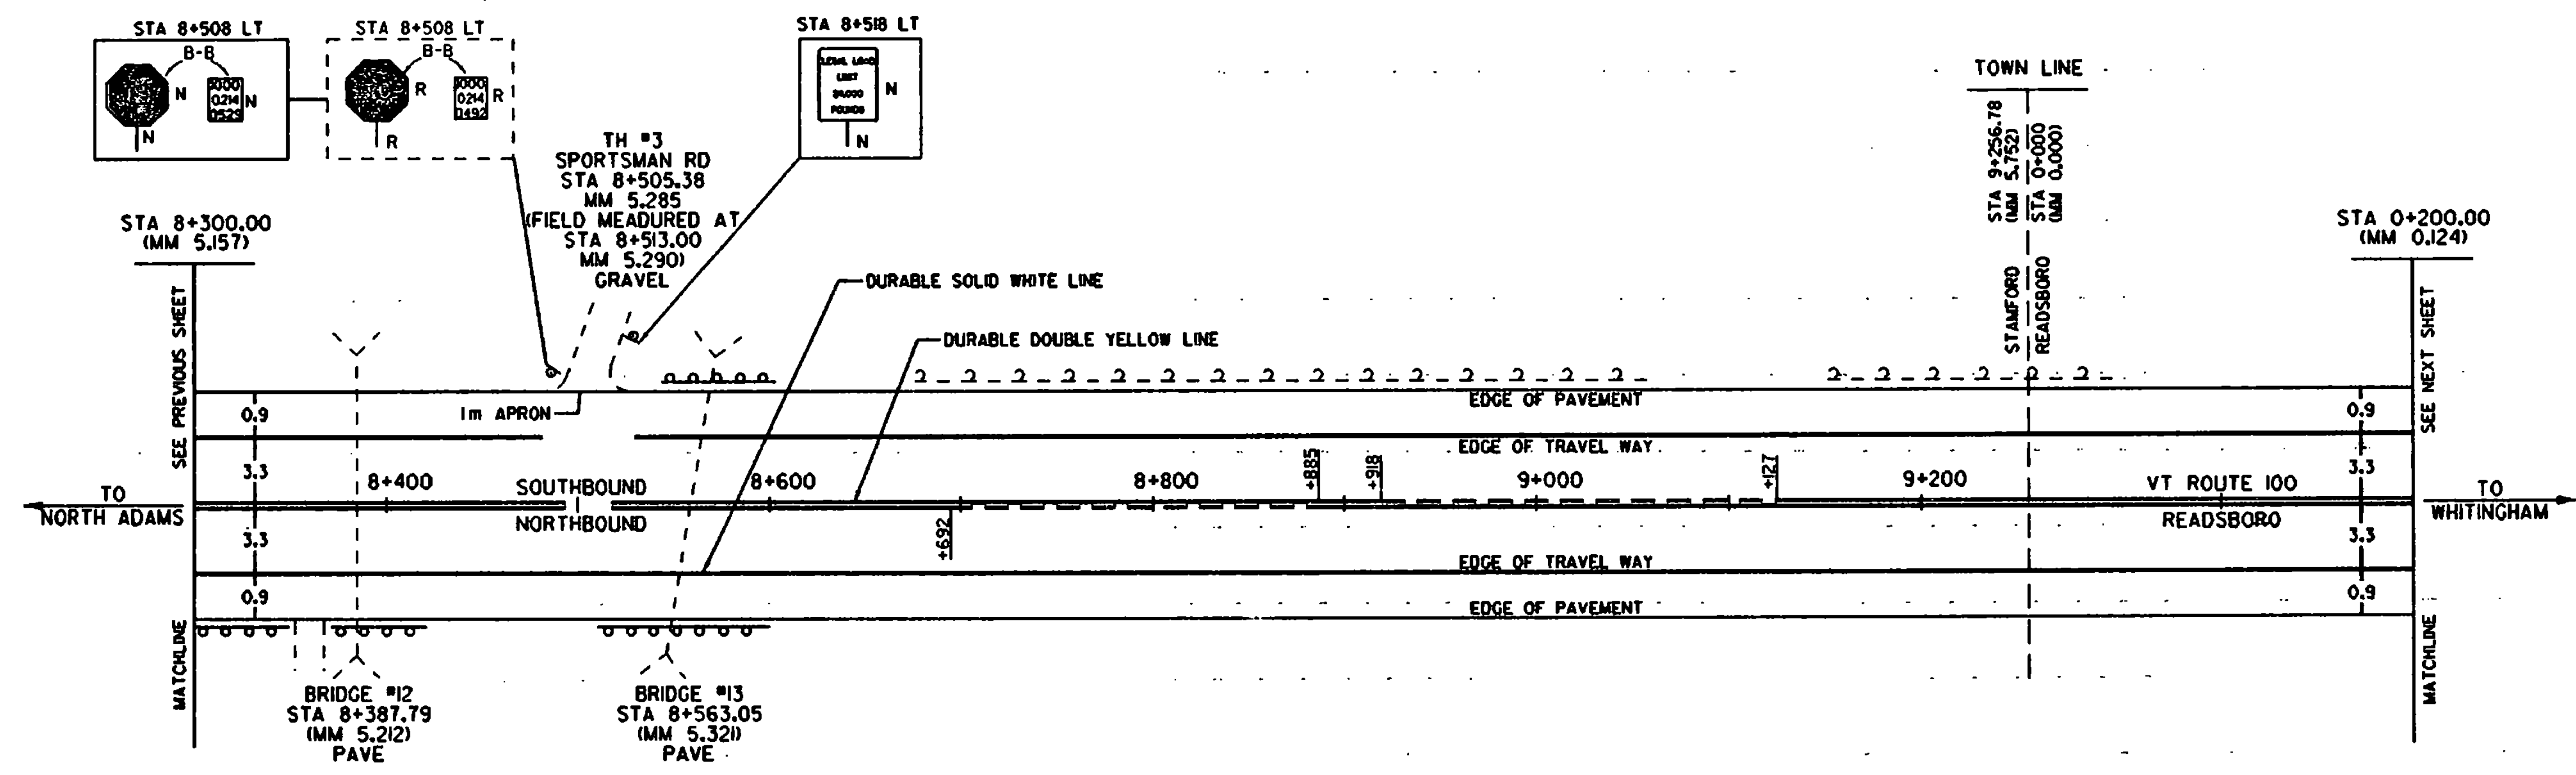 STA 8+508 LT
B-B
N
N
0214
0529
N
STA 8+508 LT
B-B
R
R
0214
0492
R
STA 8+518 LT
LEGAL LOAD
LIMIT
24,000
POUNDS
N
N
TH #3
SPORTSMAN RD
STA 8+505.38
MM 5.285
(FIELD MEADURED AT
STA 8+513.00
MM 5.290)
GRAVEL
TOWN LINE
STA 9+256.78
(MM 5.752)
STA 0+000
(MM 0.000)
STAMFORD
READSBORO
STA 8+300.00
(MM 5.157)
STA 0+200.00
(MM 0.124)
DURABLE SOLID WHITE LINE
DURABLE DOUBLE YELLOW LINE
SEE PREVIOUS SHEET
SEE NEXT SHEET
1m APRON
EDGE OF PAVEMENT
0.9
0.9
EDGE OF TRAVEL WAY
3.3
3.3
8+400
SOUTHBOUND
8+600
8+800
+885
+918
9+000
+127
9+200
VT ROUTE 100
TO
NORTH ADAMS
TO
WHITINGHAM
NORTHBOUND
READSBORO
+692
3.3
3.3
EDGE OF TRAVEL WAY
0.9
0.9
EDGE OF PAVEMENT
MATCHLINE
MATCHLINE
BRIDGE #12
STA 8+387.79
(MM 5.212)
PAVE
BRIDGE #13
STA 8+563.05
(MM 5.321)
PAVE